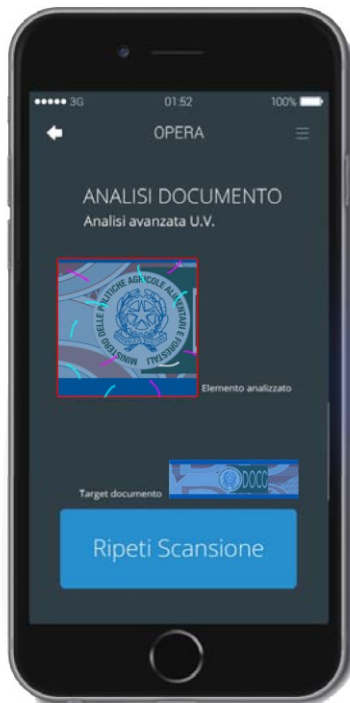 3G 01:52 100%
OPERA
ANALISI DOCUMENTO
Analisi avanzata U.V.
MINISTERO DELLE POLITICHE AGRICOLE ALIMENTARI E FORESTALI
Elemento analizzato
DOCG
Target documento
Ripeti Scansione